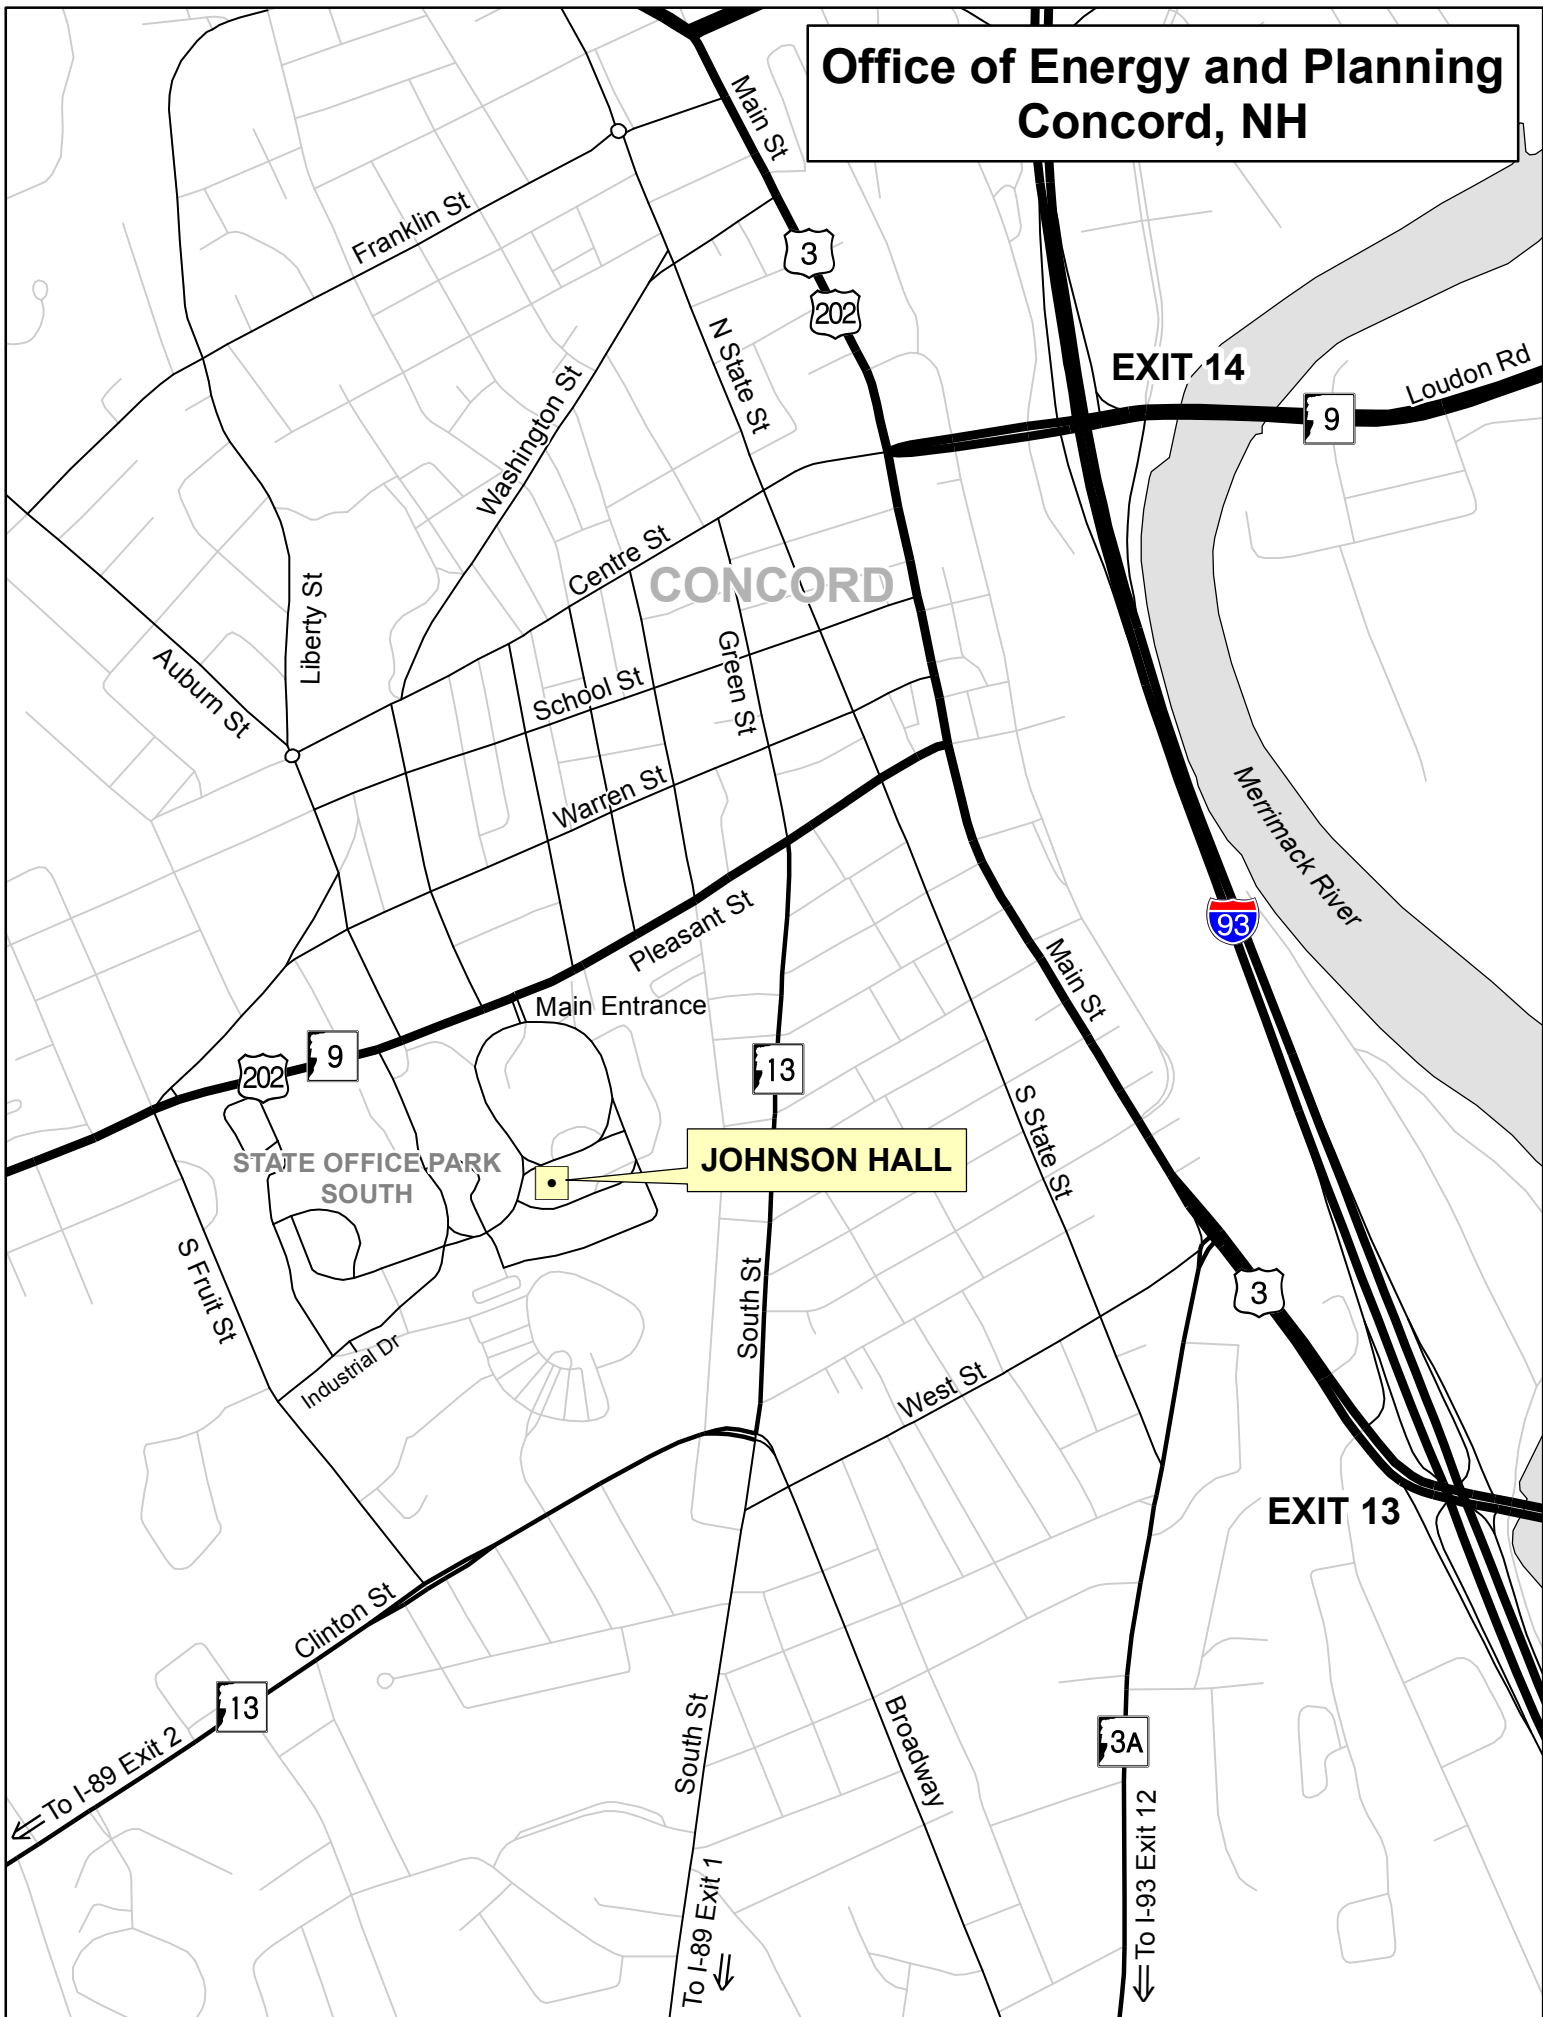 Office of Energy and Planning
Concord, NH
Main St
Franklin St
3
202
N State St
EXIT 14
Loudon Rd
9
Washington St
Centre St
CONCORD
Liberty St
Green St
Auburn St
School St
Warren St
Merrimack River
93
Pleasant St
Main St
Main Entrance
9
202
13
S State St
STATE OFFICE PARK
SOUTH
JOHNSON HALL
S Fruit St
South St
3
Industrial Dr
West St
EXIT 13
Clinton St
13
To I-89 Exit 2
South St
Broadway
3A
To I-89 Exit 1
To I-93 Exit 12